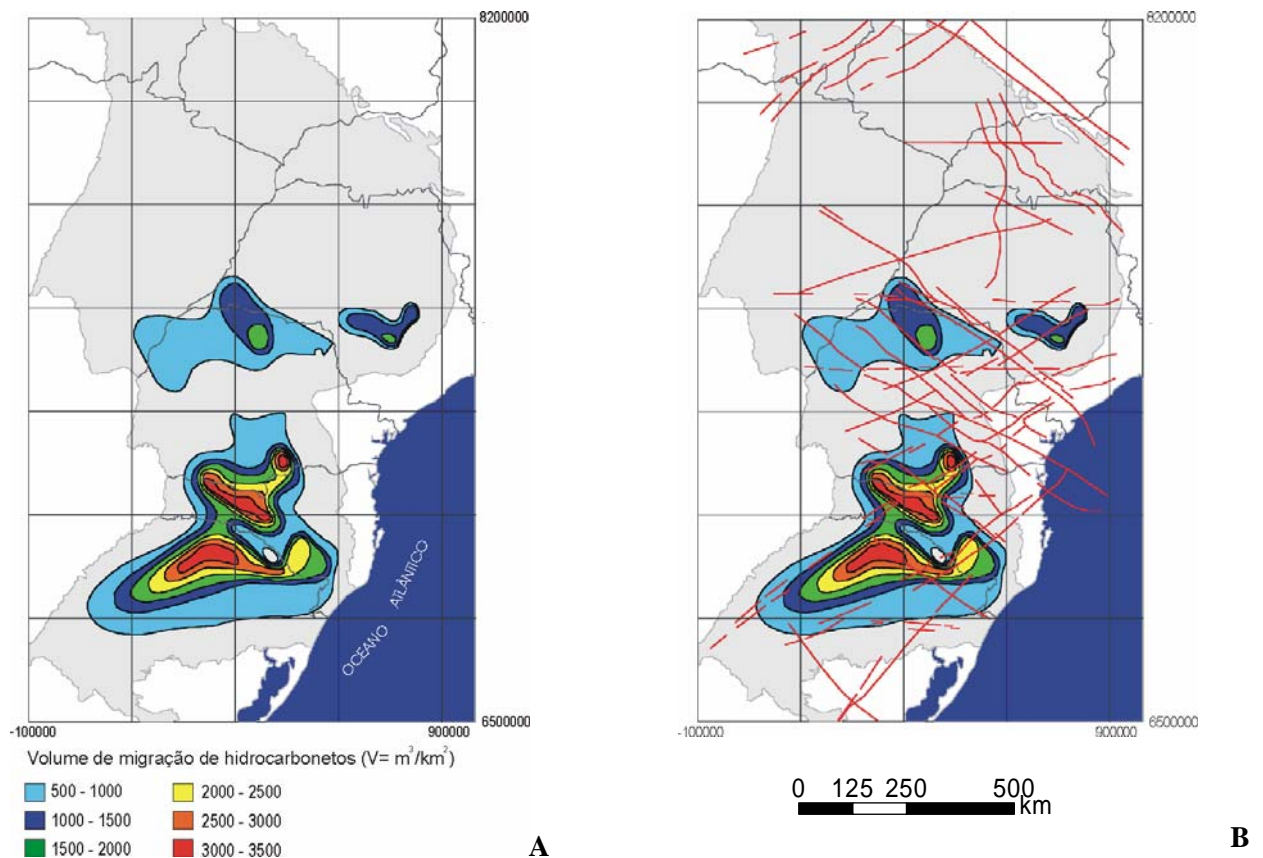 8200000
8200000
OCEANO ATLÂNTICO
-100000
900000
6500000
-100000
900000
6500000
Volume de migração de hidrocarbonetos (V= m³/km²)
500 - 1000
2000 - 2500
1000 - 1500
2500 - 3000
1500 - 2000
3000 - 3500
A
0 125 250 500
km
B